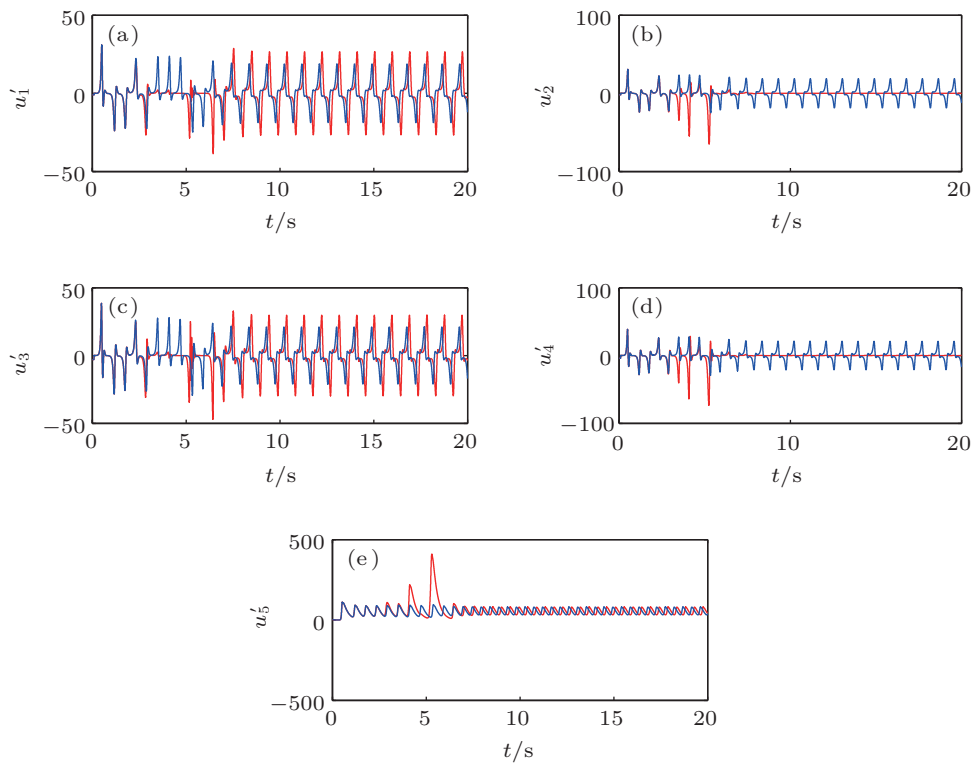 50 (a) 100 (b)
u′₁ 0 u′₂ 0
−50 −100
0 5 10 15 20 0 10 20
t/s t/s
50 (c) 100 (d)
u′₃ 0 u′₄ 0
−50 −100
0 5 10 15 20 0 10 20
t/s t/s
500 (e)
u′₅ 0
−500
0 5 10 15 20
t/s